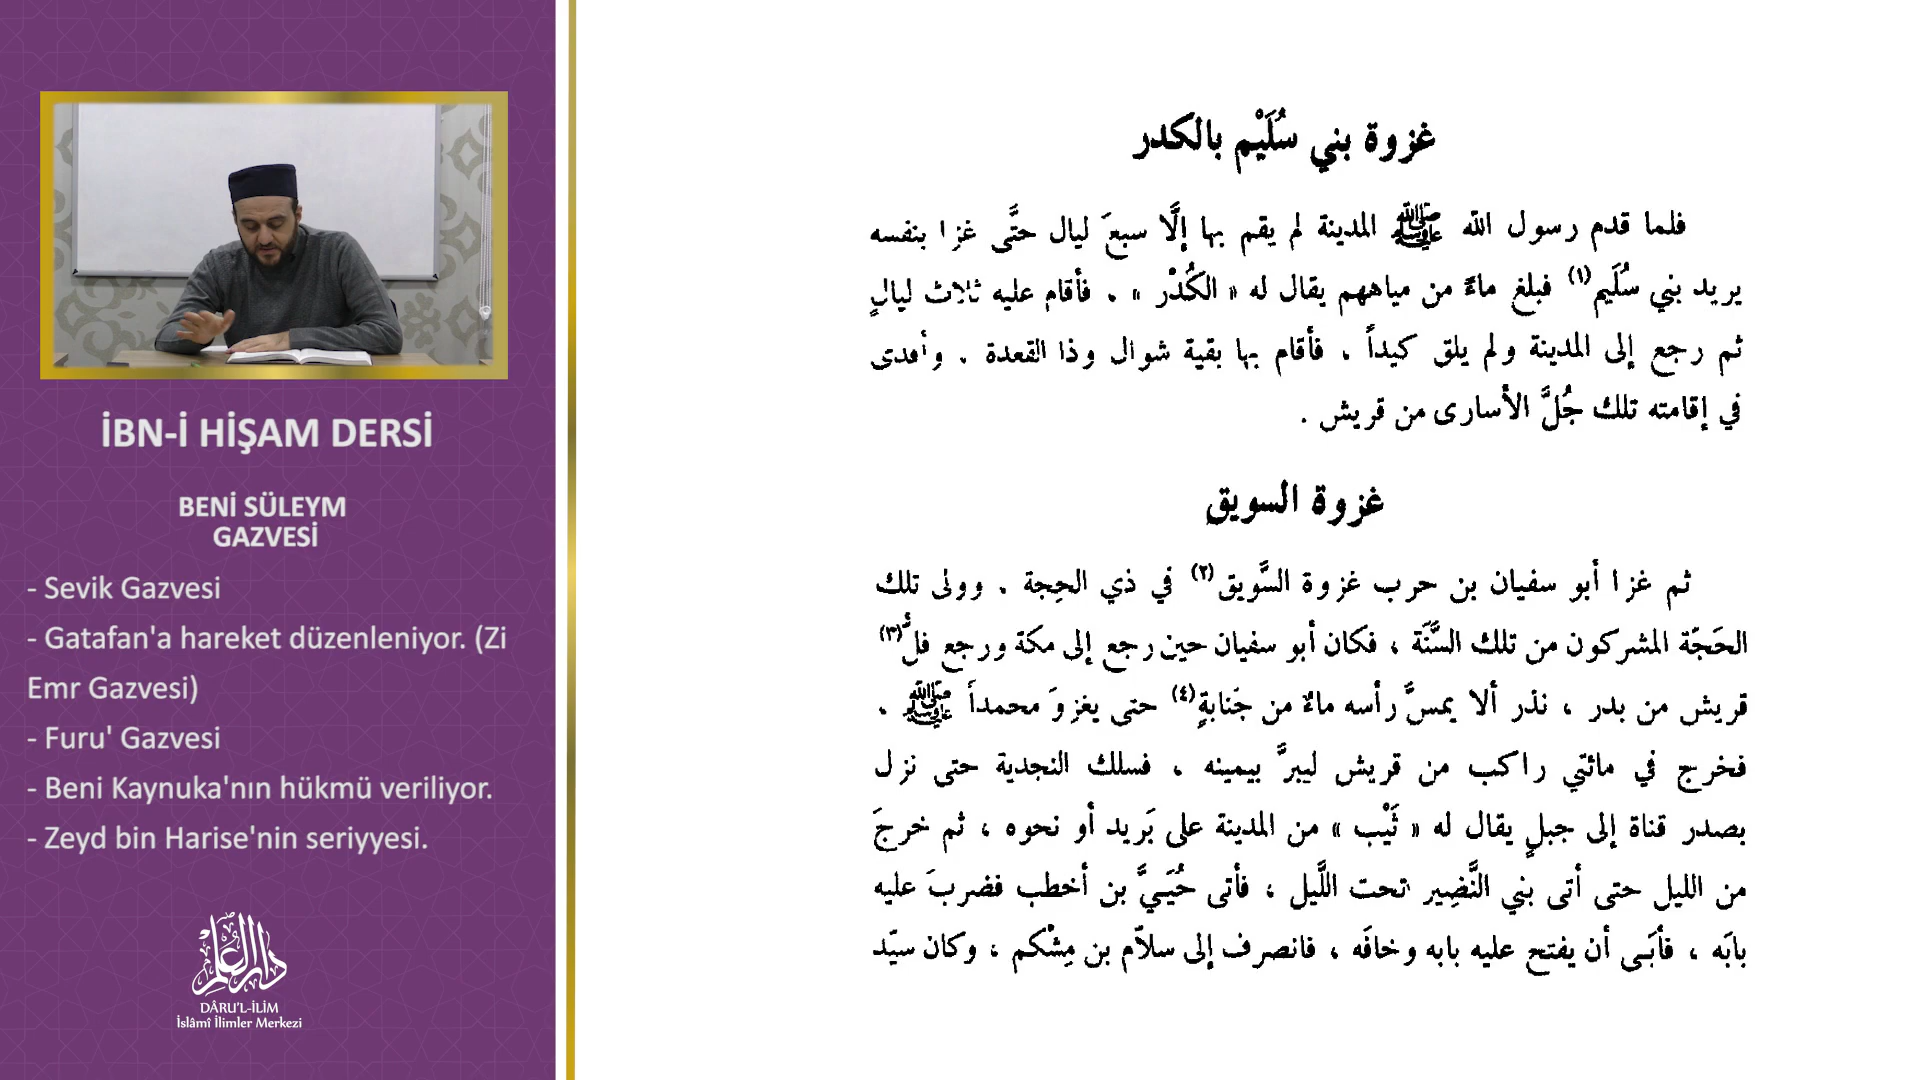 İBN-İ HİŞAM DERSİ
BENİ SÜLEYM
GAZVESİ
- Sevik Gazvesi
- Gatafan'a hareket düzenleniyor. (Zi
Emr Gazvesi)
- Furu' Gazvesi
- Beni Kaynuka'nın hükmü veriliyor.
- Zeyd bin Harise'nin seriyyesi.
دار العلم
DÂRU'L-İLİM
İslâmî İlimler Merkezi
غزوة بني سُلَيْم بالكدر
فلما قدم رسول الله ﷺ المدينة لم يقم بها إلَّا سبعَ ليال حتَّى غزا بنفسه
يريد بني سُلَيم(١) فبلغ ماءً من مياههم يقال له « الكُدْر » . فأقام عليه ثلاث ليالٍ
ثم رجع إلى المدينة ولم يلق كيداً . فأقام بها بقية شوال وذا القعدة . وأفدى
في إقامته تلك جُلَّ الأسارى من قريش .
غزوة السويق
ثم غزا أبو سفيان بن حرب غزوة السَّويق(٢) في ذي الحِجة . وولى تلك
الحَجّة المشركون من تلك السَّنَة ، فكان أبو سفيان حين رجع إلى مكة ورجع فلُّ(٣)
قريش من بدر ، نذر ألا يمسَّ رأسه ماءٌ من جَنابةٍ(٤) حتى يغزوَ محمداً ﷺ .
فخرج في مائتي راكب من قريش ليبرَّ بيمينه ، فسلك النجدية حتى نزل
بصدر قناة إلى جبلٍ يقال له « ثَيْب » من المدينة على بَريد أو نحوه ، ثم خرجَ
من الليل حتى أتى بني النَّضِير تحت اللَّيل ، فأتى حُيَيَّ بن أخطب فضربَ عليه
بابَه ، فأبَى أن يفتح عليه بابه وخافَه ، فانصرف إلى سلاّم بن مِشْكم ، وكان سيّد